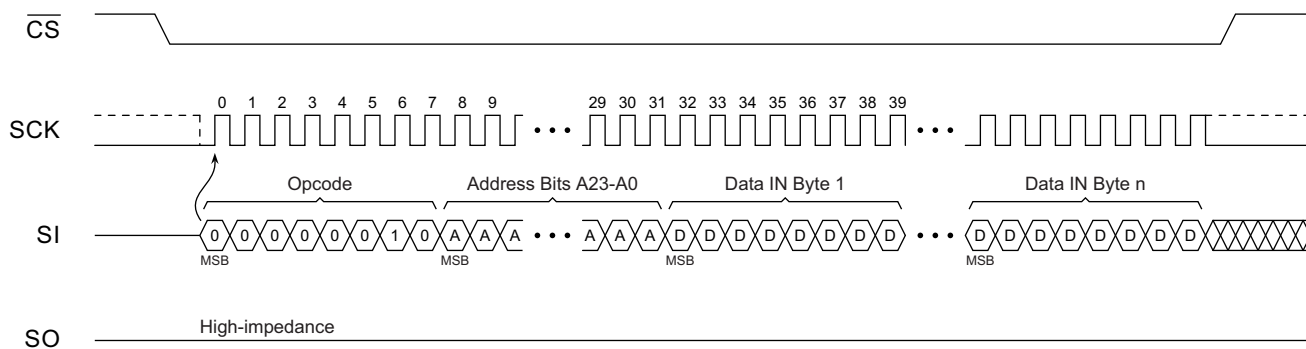 CS
0 1 2 3 4 5 6 7 8 9 29 30 31 32 33 34 35 36 37 38 39
SCK
Opcode Address Bits A23-A0 Data IN Byte 1 Data IN Byte n
SI 0 0 0 0 0 0 1 0 A A A A A A D D D D D D D D D D D D D D D D
MSB MSB MSB MSB
High-impedance
SO